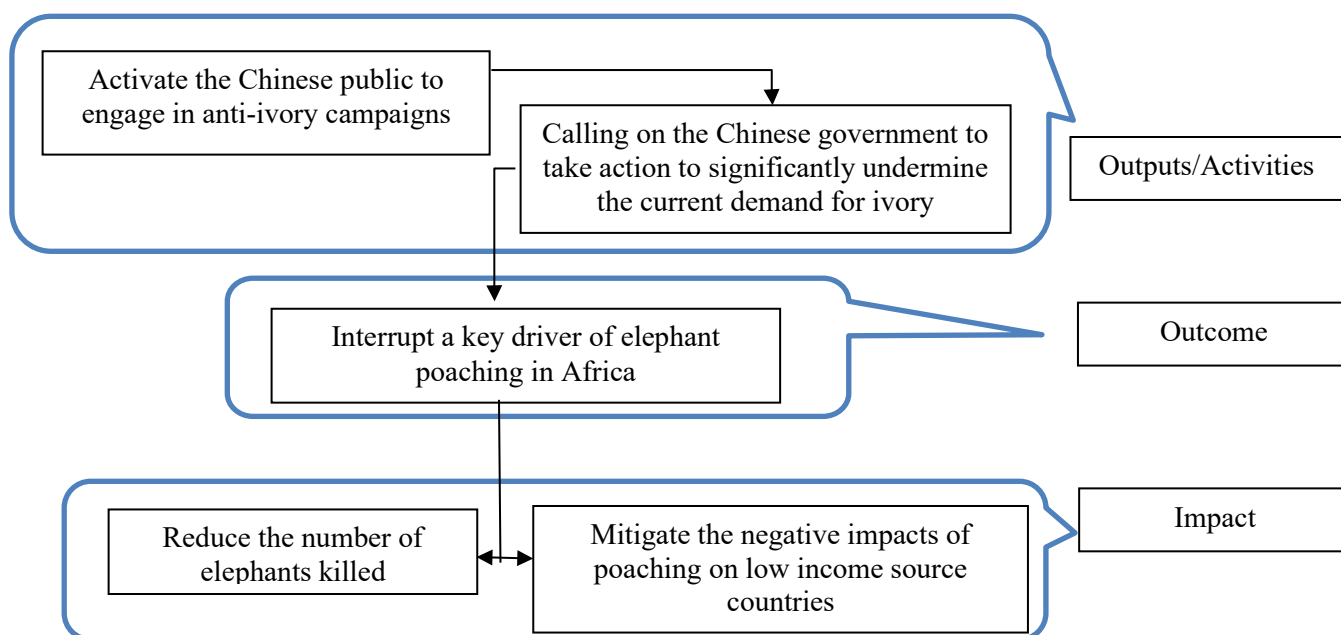 Activate the Chinese public to
engage in anti-ivory campaigns
Calling on the Chinese government to
take action to significantly undermine
the current demand for ivory
Outputs/Activities
Interrupt a key driver of elephant
poaching in Africa
Outcome
Reduce the number of
elephants killed
Mitigate the negative impacts of
poaching on low income source
countries
Impact